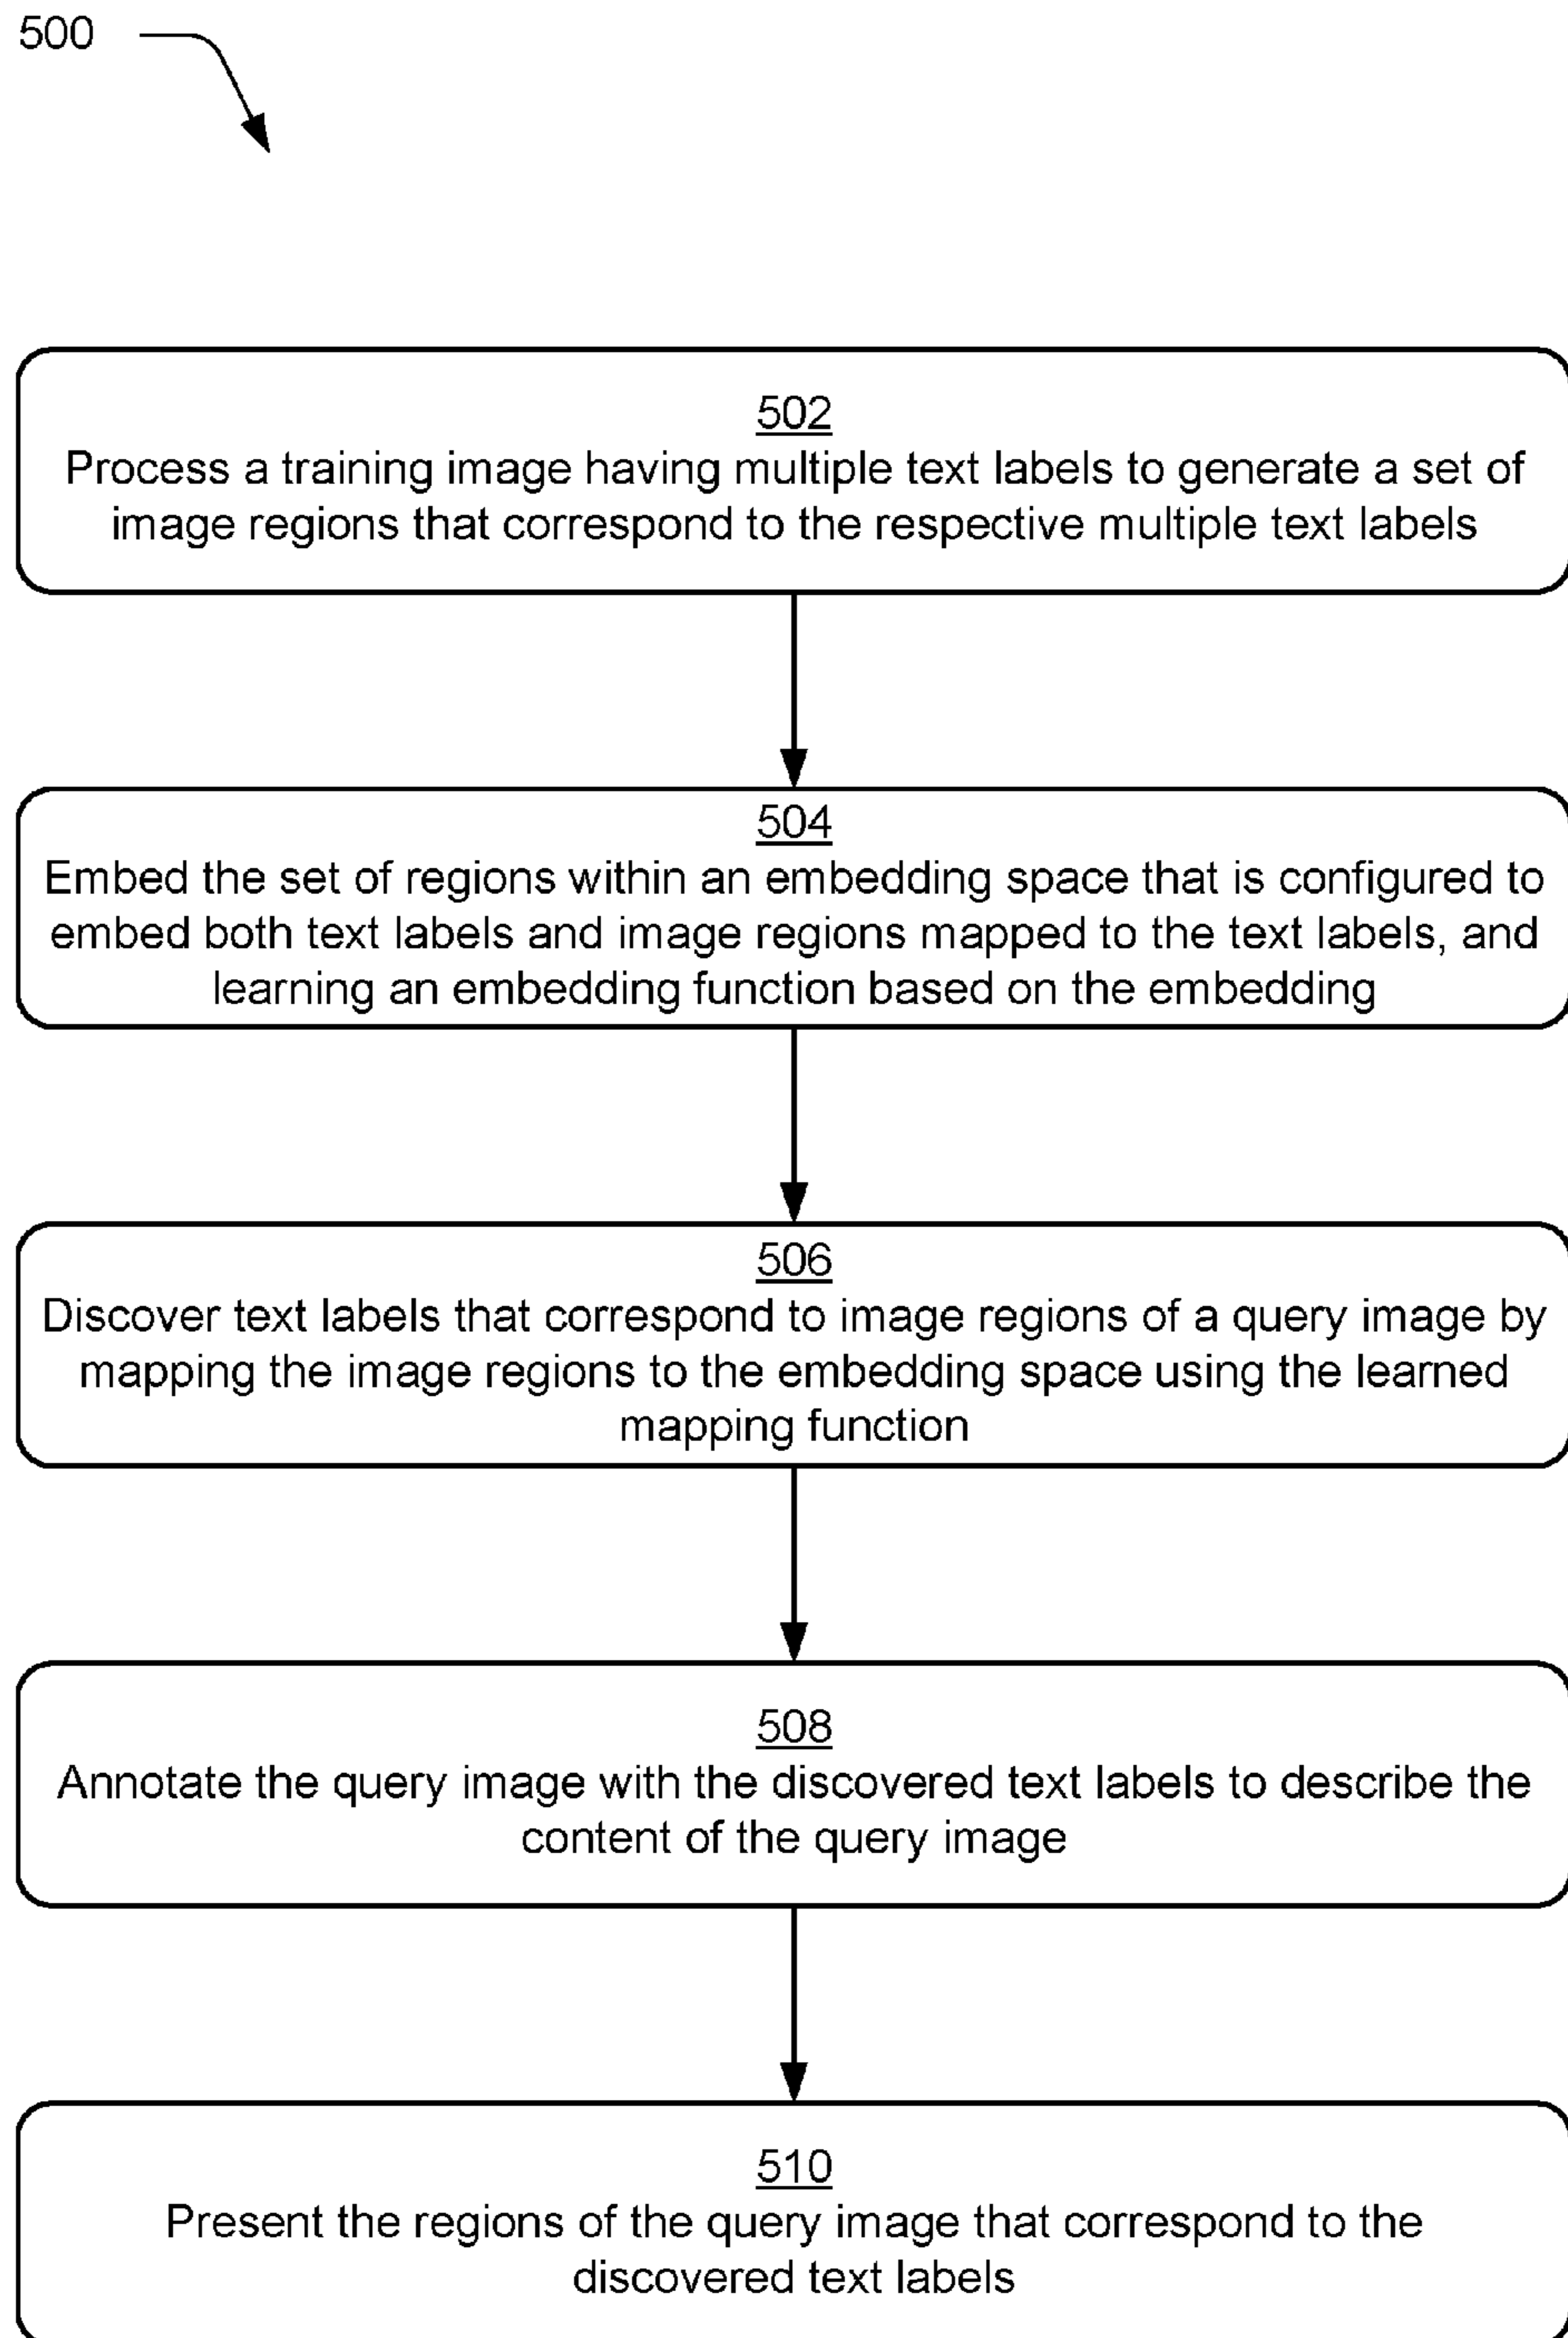 500
502
Process a training image having multiple text labels to generate a set of
image regions that correspond to the respective multiple text labels
504
Embed the set of regions within an embedding space that is configured to
embed both text labels and image regions mapped to the text labels, and
learning an embedding function based on the embedding
506
Discover text labels that correspond to image regions of a query image by
mapping the image regions to the embedding space using the learned
mapping function
508
Annotate the query image with the discovered text labels to describe the
content of the query image
510
Present the regions of the query image that correspond to the
discovered text labels